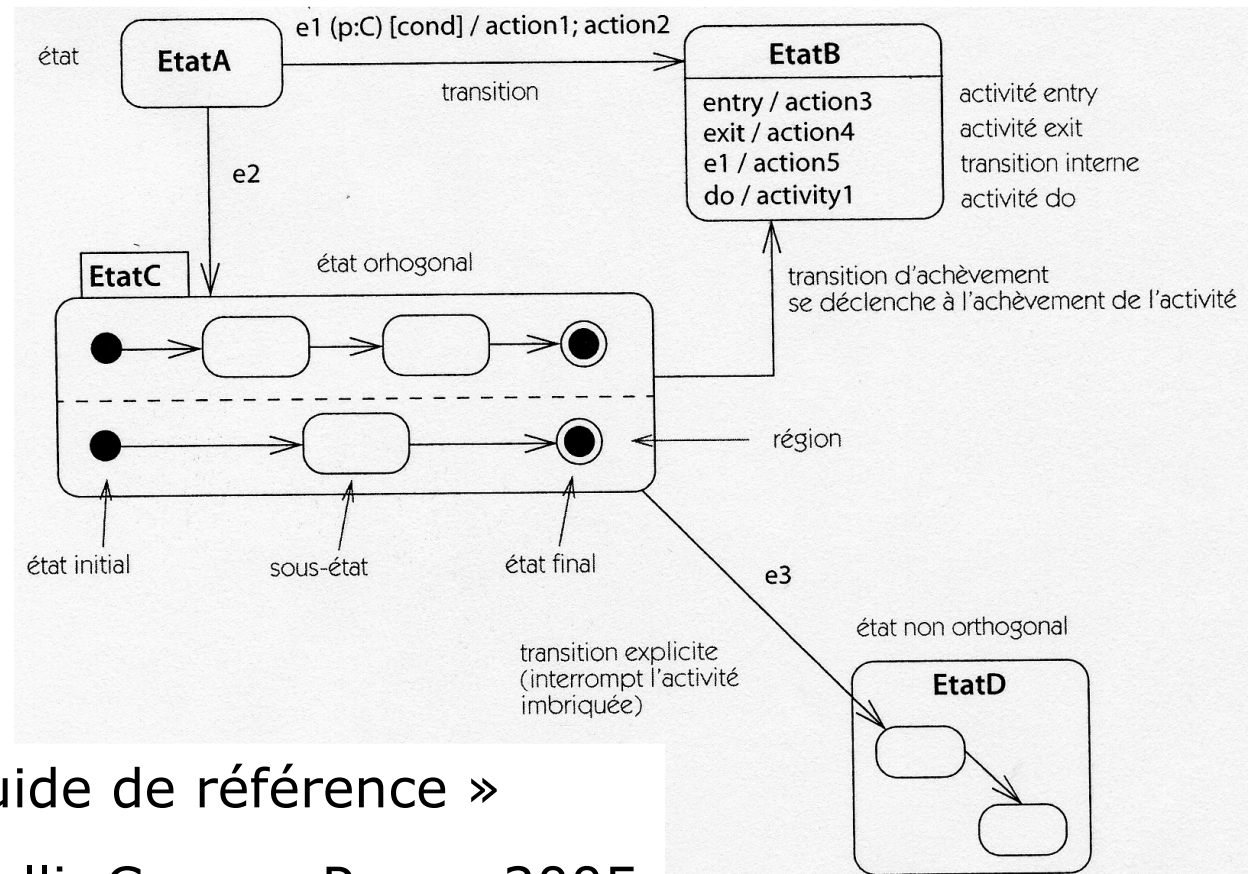 e1 (p:C) [cond] / action1; action2
état
EtatA
transition
EtatB
entry / action3
exit / action4
e1 / action5
do / activity1
activité entry
activité exit
transition interne
activité do
e2
EtatC
état orhogonal
transition d'achèvement
se déclenche à l'achèvement de l'activité
région
état initial
sous-état
état final
e3
transition explicite
(interrompt l'activité
imbriquée)
état non orthogonal
EtatD
de référence »